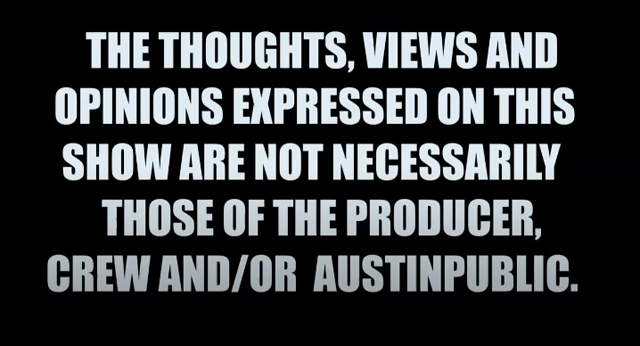 THE THOUGHTS, VIEWS AND
OPINIONS EXPRESSED ON THIS
SHOW ARE NOT NECESSARILY
THOSE OF THE PRODUCER,
CREW AND/OR AUSTINPUBLIC.